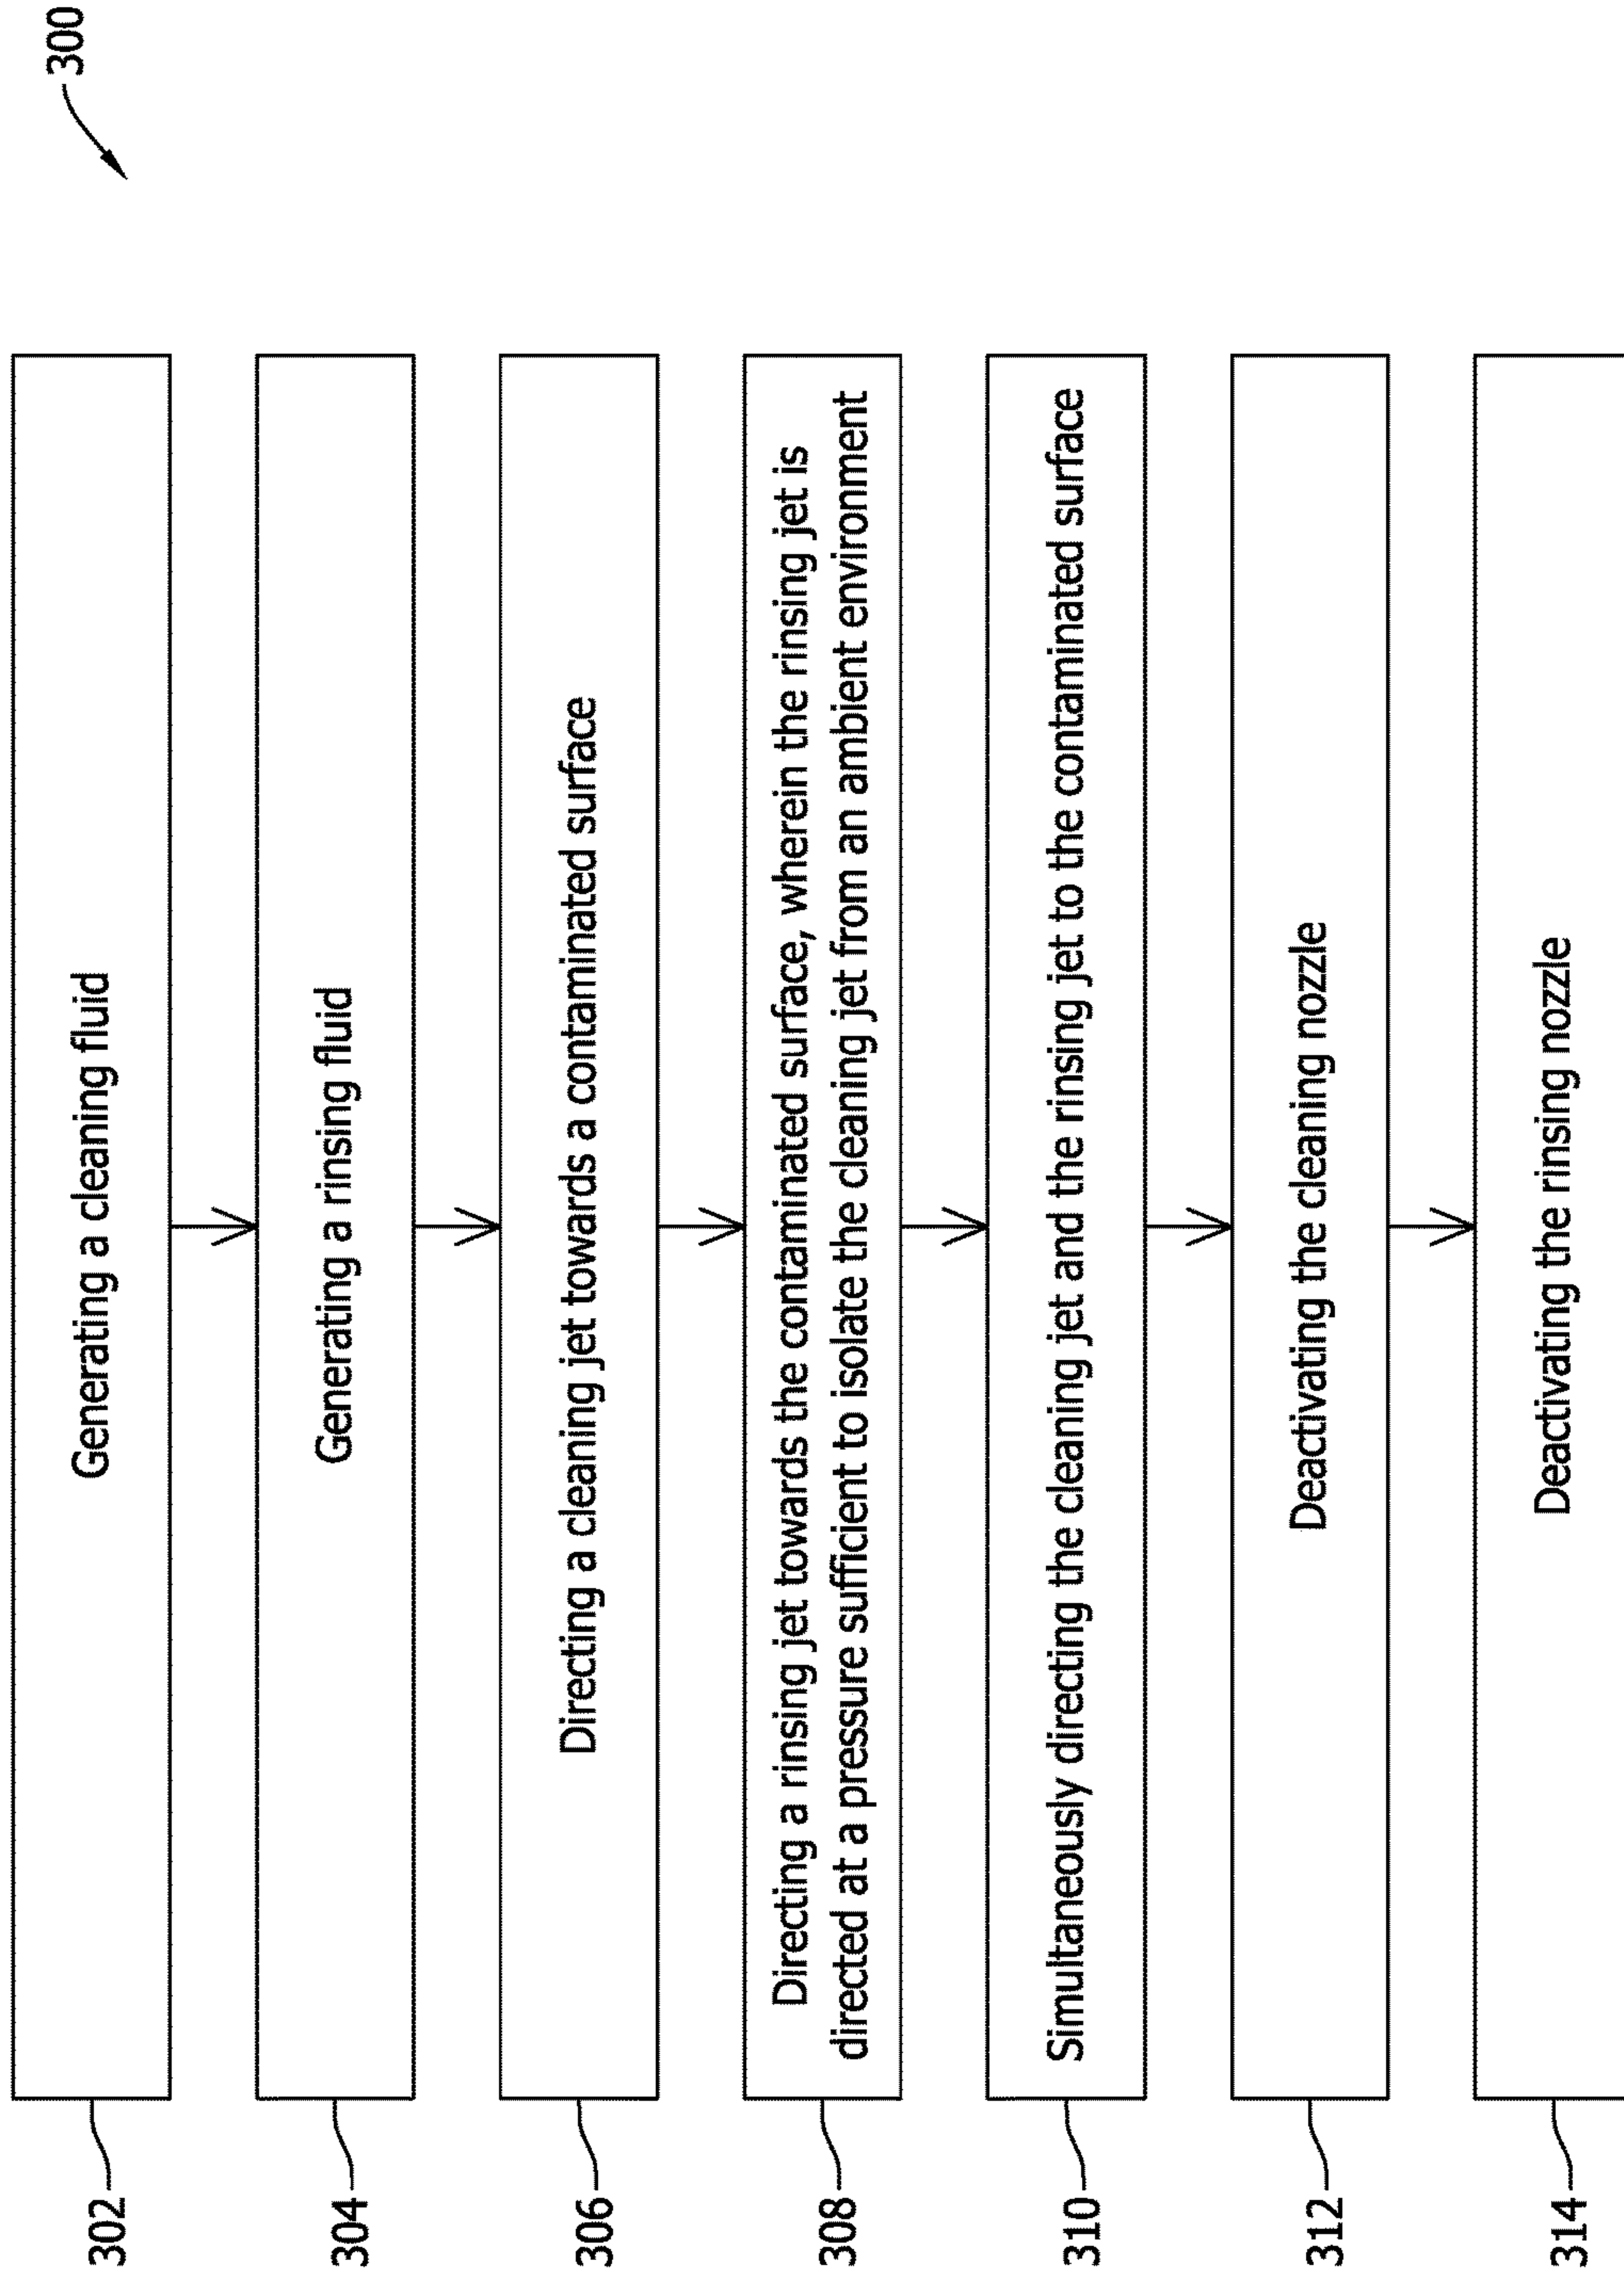 300
302
Generating a cleaning fluid
304
Generating a rinsing fluid
306
Directing a cleaning jet towards a contaminated surface
308
Directing a rinsing jet towards the contaminated surface, wherein the rinsing jet is
directed at a pressure sufficient to isolate the cleaning jet from an ambient environment
310
Simultaneously directing the cleaning jet and the rinsing jet to the contaminated surface
312
Deactivating the cleaning nozzle
314
Deactivating the rinsing nozzle